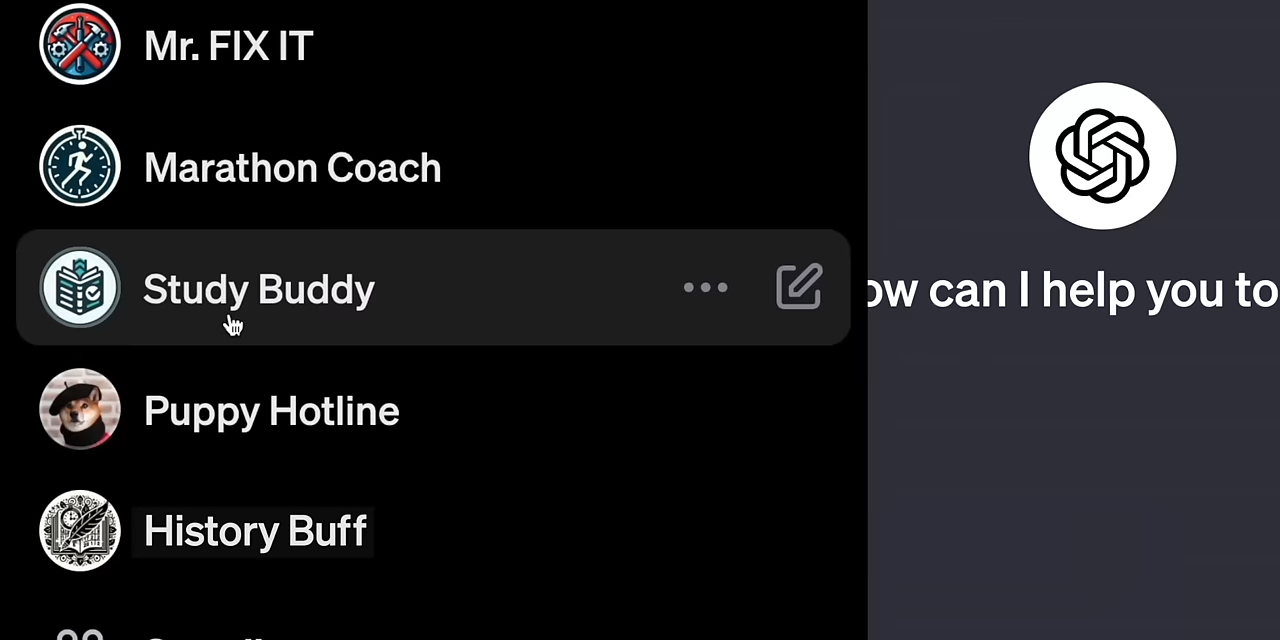 Mr. FIX IT
Marathon Coach
Study Buddy
Puppy Hotline
History Buff
ow can I help you to